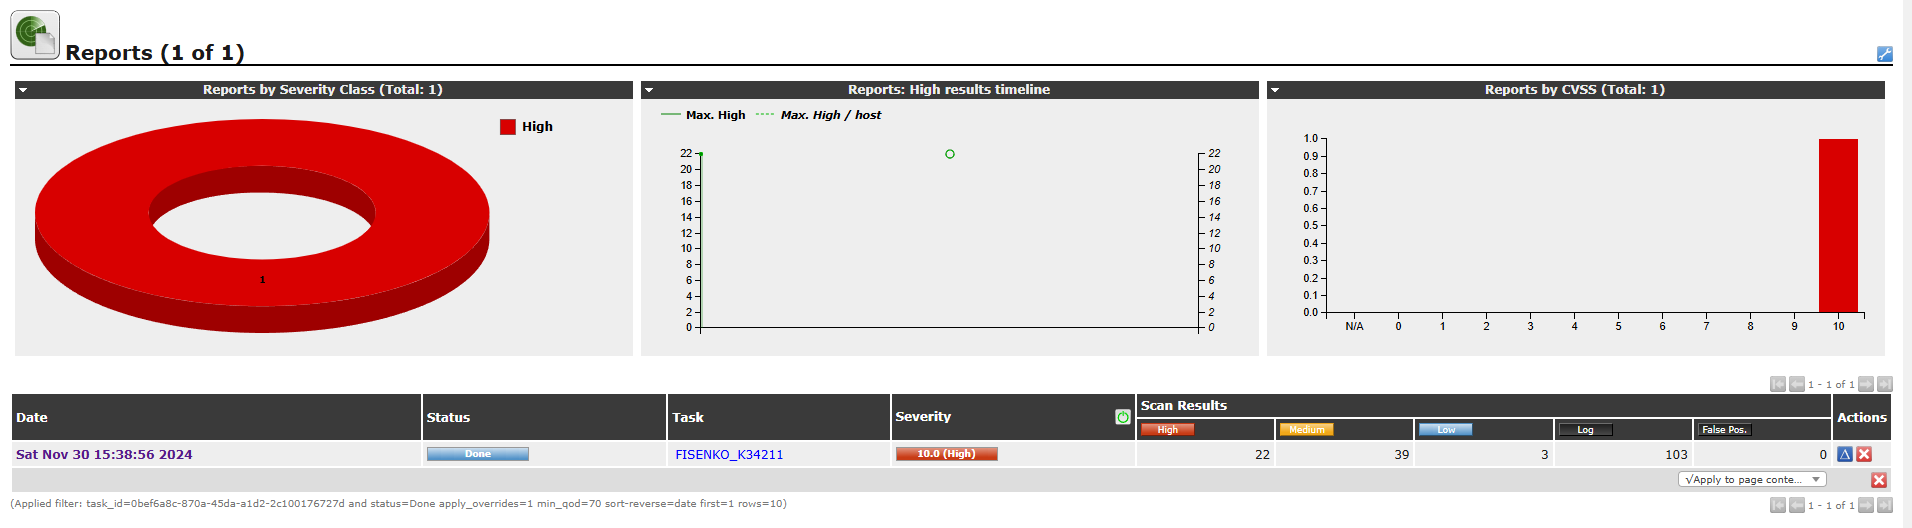 Reports (1 of 1)
Reports by Severity Class (Total: 1)
High
1
Reports: High results timeline
Max. High Max. High / host
22 22
20 20
18 18
16 16
14 14
12 12
10 10
8 8
6 6
4 4
2 2
0 0
Reports by CVSS (Total: 1)
1.0
0.9
0.8
0.7
0.6
0.5
0.4
0.3
0.2
0.1
0.0
N/A 0 1 2 3 4 5 6 7 8 9 10
1 - 1 of 1
Date Status Task Severity Scan Results Actions
High Medium Low Log False Pos.
Sat Nov 30 15:38:56 2024 Done FISENKO_K34211 10.0 (High) 22 39 3 103 0 Δ
√Apply to page conte...
(Applied filter: task_id=0bef6a8c-870a-45da-a1d2-2c100176727d and status=Done apply_overrides=1 min_qod=70 sort-reverse=date first=1 rows=10)
1 - 1 of 1